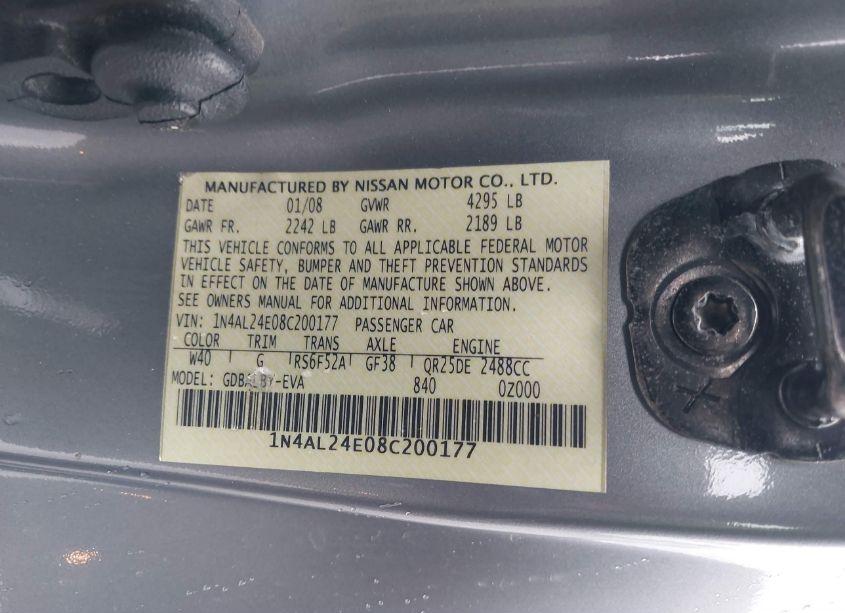 MANUFACTURED BY NISSAN MOTOR CO., LTD.
DATE 01/08 GVWR 4295 LB
GAWR FR. 2242 LB GAWR RR. 2189 LB
THIS VEHICLE CONFORMS TO ALL APPLICABLE FEDERAL MOTOR
VEHICLE SAFETY, BUMPER AND THEFT PREVENTION STANDARDS
IN EFFECT ON THE DATE OF MANUFACTURE SHOWN ABOVE.
SEE OWNERS MANUAL FOR ADDITIONAL INFORMATION.
VIN: 1N4AL24E08C200177 PASSENGER CAR
COLOR TRIM TRANS AXLE ENGINE
W40 G RS6F52A GF38 QR25DE 2488CC
MODEL: 840 0Z000
1N4AL24E08C200177